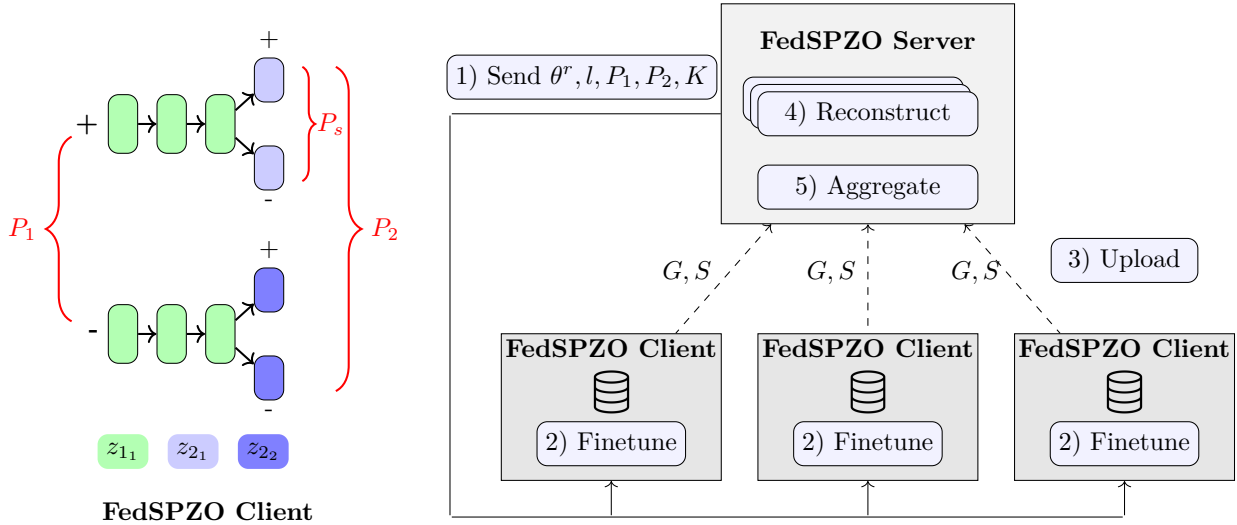 +
+
$P_s$
-
$P_1$
$P_2$
+
-
-
$z_{1_1}$ $z_{2_1}$ $z_{2_2}$
FedSPZO Client
1) Send $\theta^r, l, P_1, P_2, K$
FedSPZO Server
4) Reconstruct
5) Aggregate
G, S
G, S
G, S
3) Upload
FedSPZO Client
2) Finetune
FedSPZO Client
2) Finetune
FedSPZO Client
2) Finetune